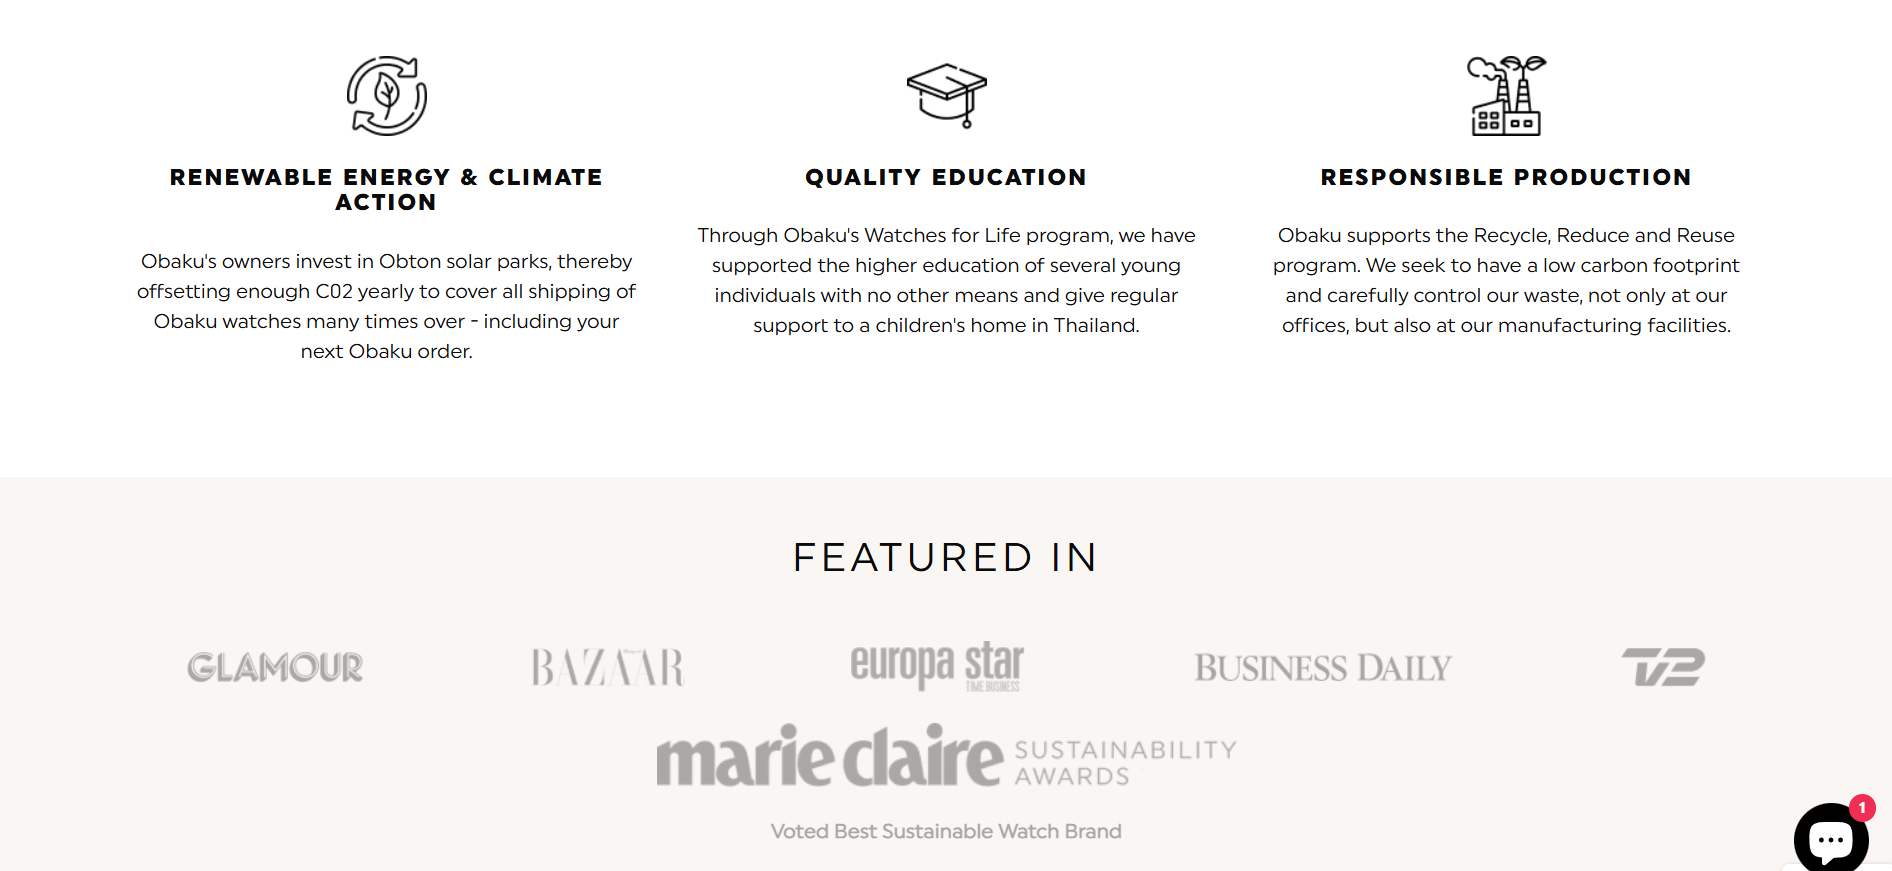 RENEWABLE ENERGY & CLIMATE
ACTION
Obaku's owners invest in Obton solar parks, thereby
offsetting enough C02 yearly to cover all shipping of
Obaku watches many times over - including your
next Obaku order.
QUALITY EDUCATION
Through Obaku's Watches for Life program, we have
supported the higher education of several young
individuals with no other means and give regular
support to a children's home in Thailand.
RESPONSIBLE PRODUCTION
Obaku supports the Recycle, Reduce and Reuse
program. We seek to have a low carbon footprint
and carefully control our waste, not only at our
offices, but also at our manufacturing facilities.
FEATURED IN
GLAMOUR
BAZAAR
europa star
TIME.BUSINESS
BUSINESS DAILY
TV2
marie claire SUSTAINABILITY
AWARDS
Voted Best Sustainable Watch Brand
1